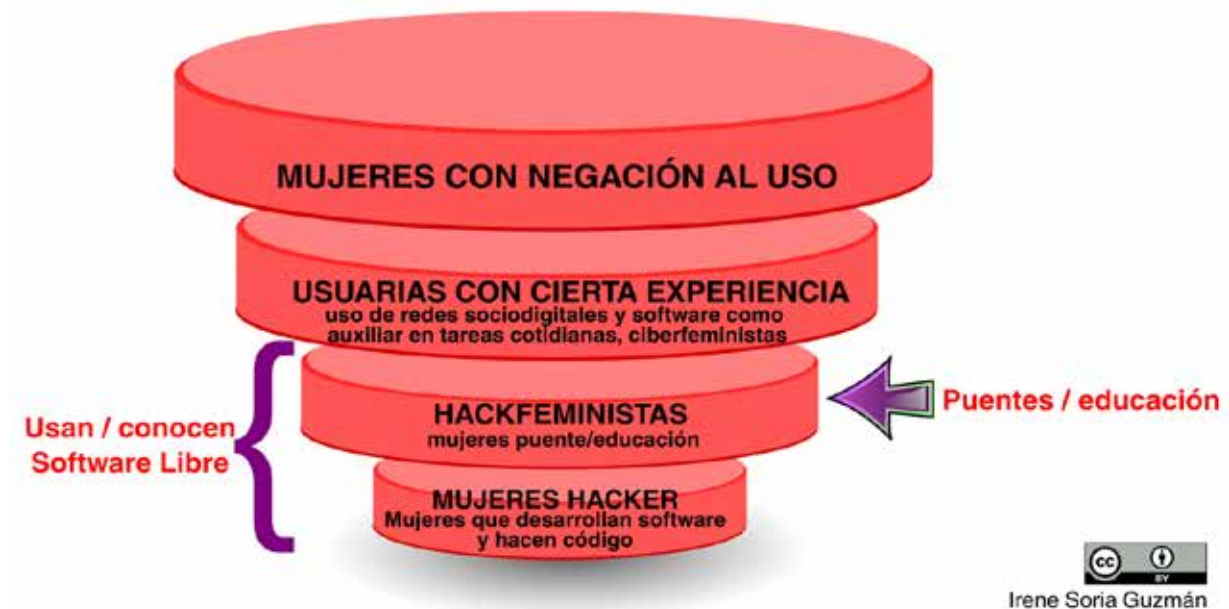 MUJERES CON NEGACIÓN AL USO
USUARIAS CON CIERTA EXPERIENCIA
uso de redes sociodigitales y software como
auxiliar en tareas cotidianas, ciberfeministas
HACKFEMINISTAS
mujeres puente/educación
Puentes / educación
Usan / conocen
Software Libre
MUJERES HACKER
Mujeres que desarrollan software
y hacen código
cc
BY
Irene Soria Guzmán